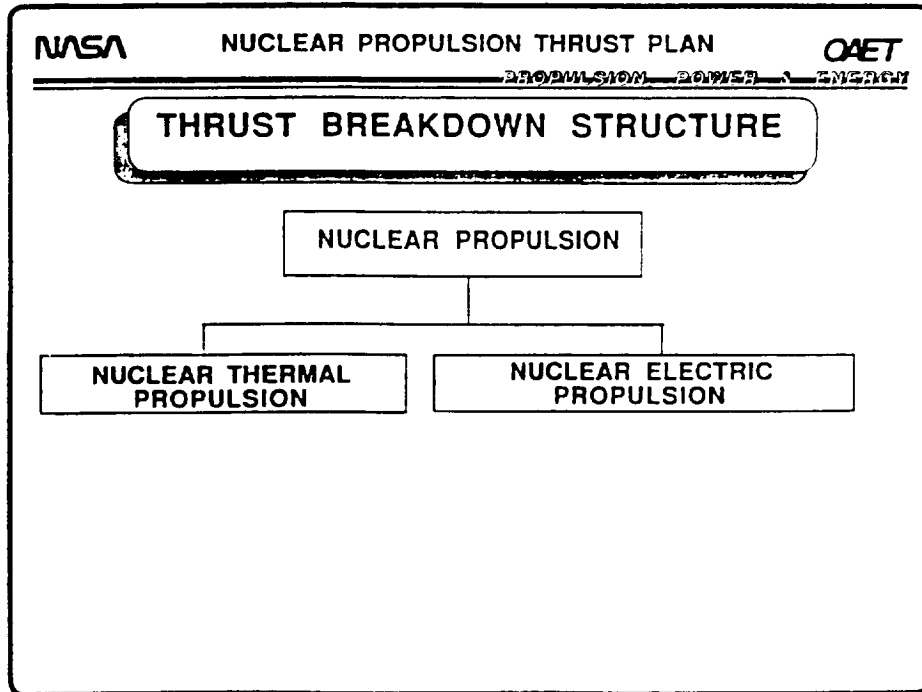 NASA
NUCLEAR PROPULSION THRUST PLAN
OAET
PROPULSION, POWER & ENERGY
THRUST BREAKDOWN STRUCTURE
NUCLEAR PROPULSION
NUCLEAR THERMAL
PROPULSION
NUCLEAR ELECTRIC
PROPULSION